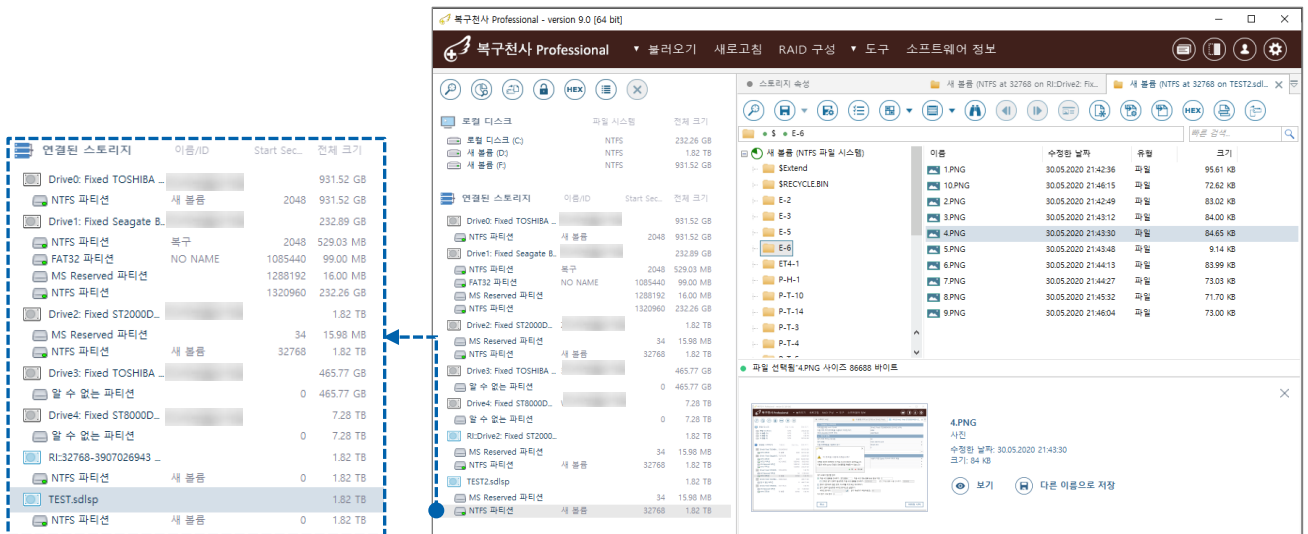 연결된 스토리지 이름/ID Start Sec... 전체 크기
Drive0: Fixed TOSHIBA ... 931.52 GB
NTFS 파티션 새 볼륨 2048 931.52 GB
Drive1: Fixed Seagate B... 232.89 GB
NTFS 파티션 복구 2048 529.03 MB
FAT32 파티션 NO NAME 1085440 99.00 MB
MS Reserved 파티션 1288192 16.00 MB
NTFS 파티션 1320960 232.26 GB
Drive2: Fixed ST2000D... 1.82 TB
MS Reserved 파티션 34 15.98 MB
NTFS 파티션 새 볼륨 32768 1.82 TB
Drive3: Fixed TOSHIBA ... 465.77 GB
알 수 없는 파티션 0 465.77 GB
Drive4: Fixed ST8000D... 7.28 TB
알 수 없는 파티션 0 7.28 TB
RI:32768-3907026943 ... 1.82 TB
NTFS 파티션 새 볼륨 0 1.82 TB
TEST.sdlsp 1.82 TB
NTFS 파티션 새 볼륨 0 1.82 TB
복구천사 Professional - version 9.0 [64 bit]
복구천사 Professional ▼ 불러오기 새로고침 RAID 구성 ▼ 도구 소프트웨어 정보
HEX
로컬 디스크 파일 시스템 전체 크기
로컬 디스크 (C:) NTFS 232.26 GB
새 볼륨 (D:) NTFS 1.82 TB
새 볼륨 (F:) NTFS 931.52 GB
연결된 스토리지 이름/ID Start Sec... 전체 크기
Drive0: Fixed TOSHIBA ... 931.52 GB
NTFS 파티션 새 볼륨 2048 931.52 GB
Drive1: Fixed Seagate B... 232.89 GB
NTFS 파티션 복구 2048 529.03 MB
FAT32 파티션 NO NAME 1085440 99.00 MB
MS Reserved 파티션 1288192 16.00 MB
NTFS 파티션 1320960 232.26 GB
Drive2: Fixed ST2000D... 1.82 TB
MS Reserved 파티션 34 15.98 MB
NTFS 파티션 새 볼륨 32768 1.82 TB
Drive3: Fixed TOSHIBA ... 465.77 GB
알 수 없는 파티션 0 465.77 GB
Drive4: Fixed ST8000D... 7.28 TB
알 수 없는 파티션 0 7.28 TB
RI:Drive2: Fixed ST2000... 1.82 TB
MS Reserved 파티션 34 15.98 MB
NTFS 파티션 새 볼륨 32768 1.82 TB
TEST2.sdlsp 1.82 TB
MS Reserved 파티션 34 15.98 MB
NTFS 파티션 새 볼륨 32768 1.82 TB
스토리지 속성 새 볼륨 (NTFS at 32768 on RI:Drive2: Fix... 새 볼륨 (NTFS at 32768 on TEST2.sdl...
HEX
$ E-6 빠른 검색...
새 볼륨 (NTFS 파일 시스템)
$Extend
$RECYCLE.BIN
E-2
E-3
E-5
E-6
ET4-1
P-H-1
P-T-10
P-T-14
P-T-3
P-T-4
이름 수정한 날짜 유형 크기
1.PNG 30.05.2020 21:42:36 파일 95.61 KB
10.PNG 30.05.2020 21:46:15 파일 72.62 KB
2.PNG 30.05.2020 21:42:49 파일 83.02 KB
3.PNG 30.05.2020 21:43:12 파일 84.00 KB
4.PNG 30.05.2020 21:43:30 파일 84.65 KB
5.PNG 30.05.2020 21:43:48 파일 9.14 KB
6.PNG 30.05.2020 21:44:13 파일 83.99 KB
7.PNG 30.05.2020 21:44:27 파일 73.03 KB
8.PNG 30.05.2020 21:45:32 파일 71.70 KB
9.PNG 30.05.2020 21:46:04 파일 73.00 KB
파일 선택됨"4.PNG 사이즈 86688 바이트
4.PNG
사진
수정한 날짜: 30.05.2020 21:43:30
크기: 84 KB
보기 다른 이름으로 저장